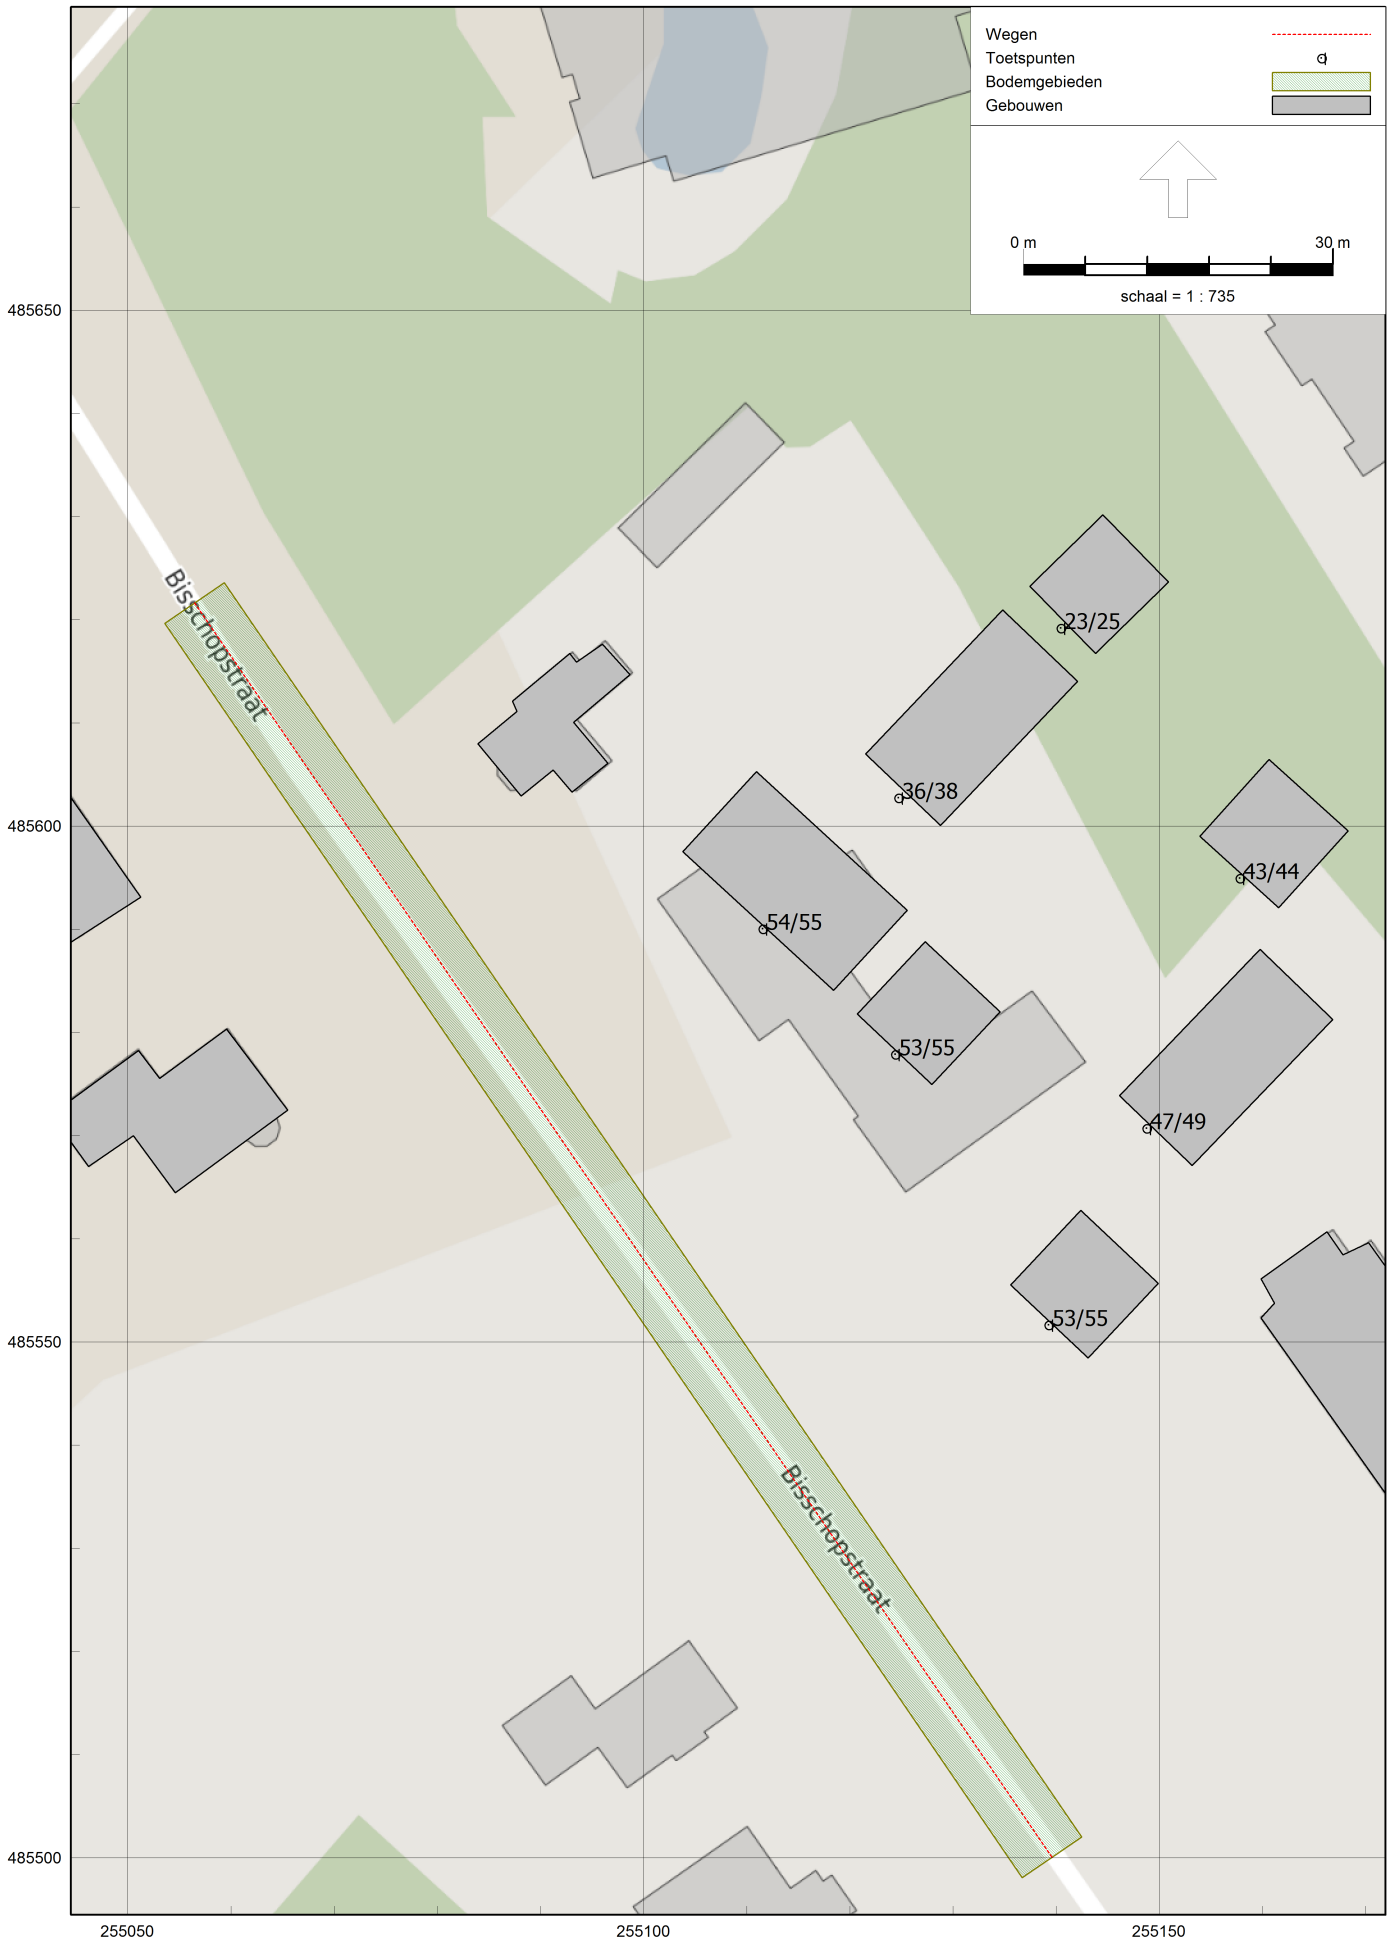 Wegen
Toetspunten
Bodemgebieden
Gebouwen
0 m 30 m
schaal = 1 : 735
485650
Bisschopstraat
23/25
36/38
485600
43/44
54/55
53/55
47/49
53/55
485550
Bisschopstraat
485500
255050 255100 255150